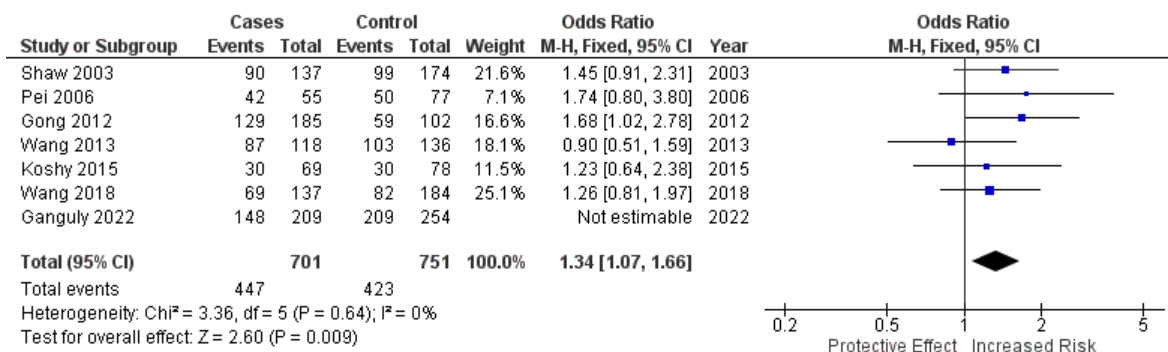 Cases Control Odds Ratio Odds Ratio
Study or Subgroup Events Total Events Total Weight M-H, Fixed, 95% CI Year M-H, Fixed, 95% CI
Shaw 2003 90 137 99 174 21.6% 1.45 [0.91, 2.31] 2003
Pei 2006 42 55 50 77 7.1% 1.74 [0.80, 3.80] 2006
Gong 2012 129 185 59 102 16.6% 1.68 [1.02, 2.78] 2012
Wang 2013 87 118 103 136 18.1% 0.90 [0.51, 1.59] 2013
Koshy 2015 30 69 30 78 11.5% 1.23 [0.64, 2.38] 2015
Wang 2018 69 137 82 184 25.1% 1.26 [0.81, 1.97] 2018
Ganguly 2022 148 209 209 254 Not estimable 2022
Total (95% CI) 701 751 100.0% 1.34 [1.07, 1.66]
Total events 447 423
Heterogeneity: Chi² = 3.36, df = 5 (P = 0.64); I² = 0%
Test for overall effect: Z = 2.60 (P = 0.009)
0.2 0.5 1 2 5
Protective Effect Increased Risk